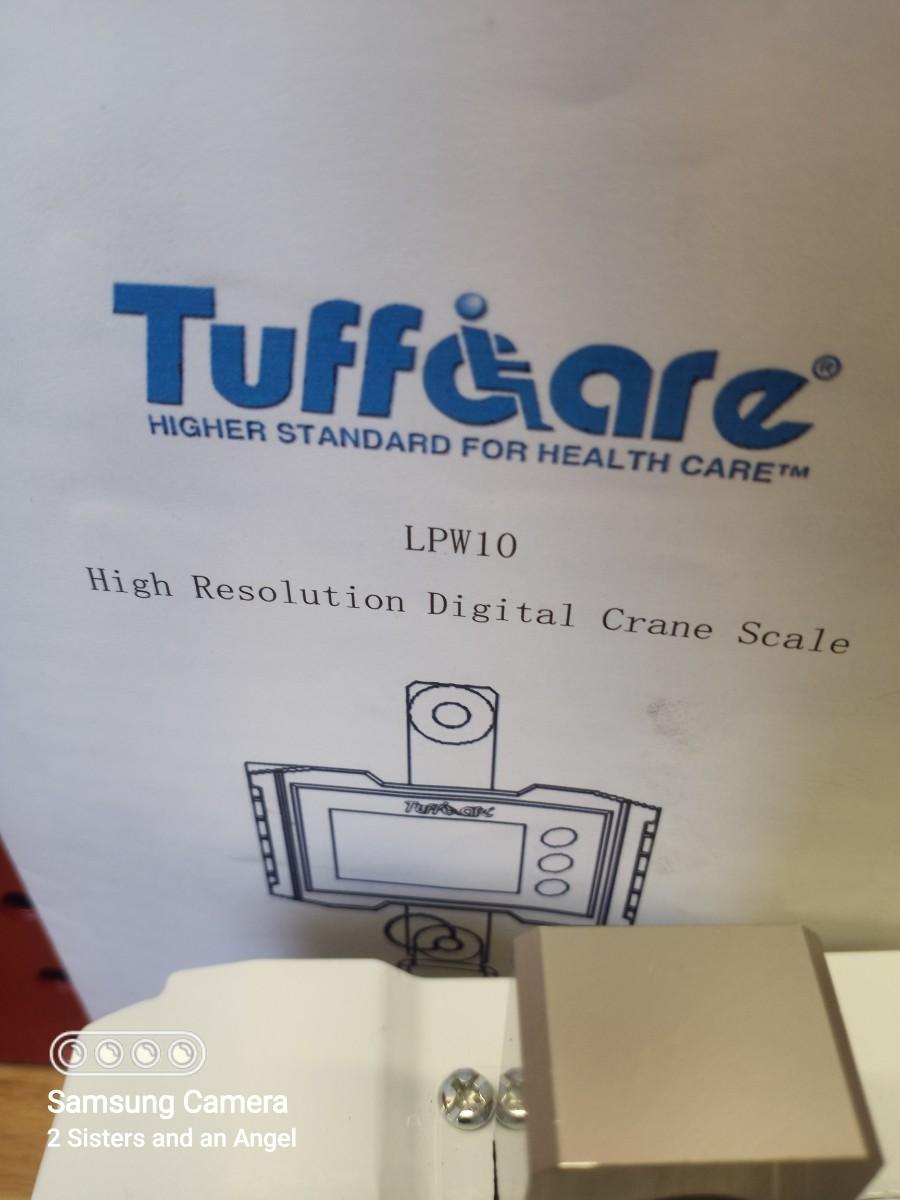 Tuffcare®
HIGHER STANDARD FOR HEALTH CARE™
LPW10
High Resolution Digital Crane Scale
Tuffcare
Samsung Camera
2 Sisters and an Angel